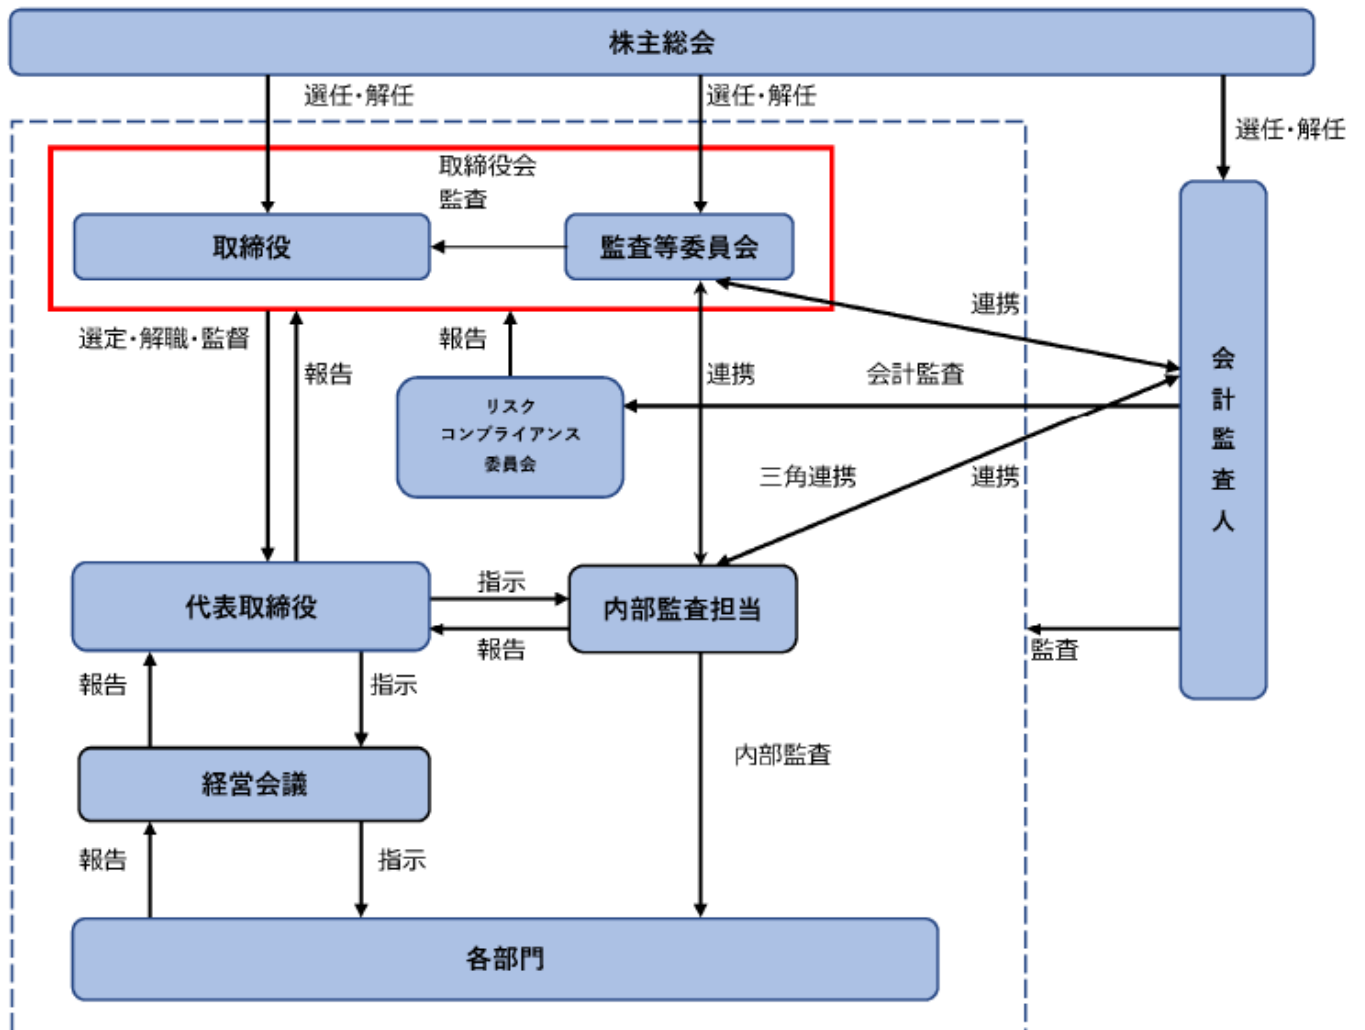 株主総会
選任・解任
選任・解任
選任・解任
取締役会
監査
取締役
監査等委員会
選定・解職・監督
報告
報告
連携
連携
会計監査
リスク
コンプライアンス
委員会
三角連携
連携
会計監査人
代表取締役
指示
報告
内部監査担当
監査
報告
指示
内部監査
経営会議
報告
指示
各部門